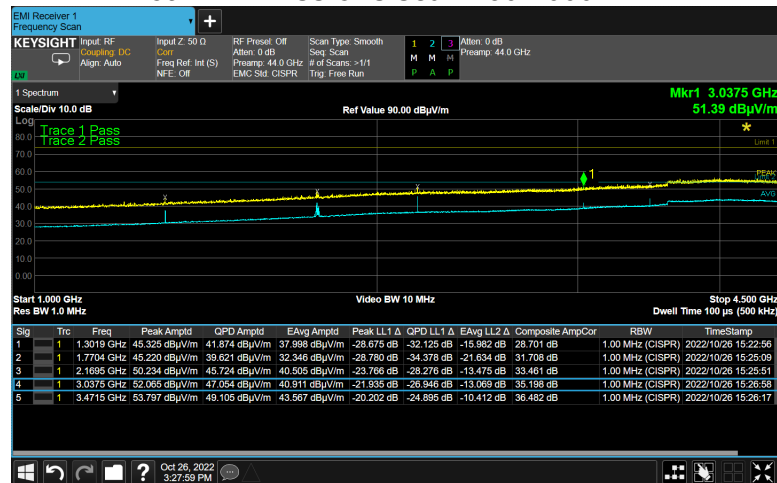 EMI Receiver 1
Frequency Scan
KEYSIGHT Input: RF Input Z: 50 Ω RF Presel: Off Scan Type: Smooth 1 2 3 Atten: 0 dB
Coupling: DC Corr Atten: 0 dB Seq: Scan M M M Preamp: 44.0 GHz
Align: Auto Freq Ref: Int (S) Preamp: 44.0 GHz # of Scans: >1/1
LXI NFE: Off EMC Std: CISPR Trig: Free Run P A P
1 Spectrum Mkr1 3.0375 GHz
Scale/Div 10.0 dB Ref Value 90.00 dBµV/m 51.39 dBµV/m
Log
Trace 1 Pass
80.0 Trace 2 Pass
Limit 1
70.0
60.0 1 PEAK
50.0 AVG
40.0
30.0
20.0
10.0
0.00
Start 1.000 GHz Video BW 10 MHz Stop 4.500 GHz
Res BW 1.0 MHz Dwell Time 100 µs (500 kHz)
Sig Trc Freq Peak Amptd QPD Amptd EAvg Amptd Peak LL1 Δ QPD LL1 Δ EAvg LL2 Δ Composite AmpCor RBW TimeStamp
1 1 1.3019 GHz 45.325 dBµV/m 41.874 dBµV/m 37.998 dBµV/m -28.675 dB -32.125 dB -15.982 dB 28.701 dB 1.00 MHz (CISPR) 2022/10/26 15:22:56
2 1 1.7704 GHz 45.220 dBµV/m 39.621 dBµV/m 32.346 dBµV/m -28.780 dB -34.378 dB -21.634 dB 31.708 dB 1.00 MHz (CISPR) 2022/10/26 15:25:09
3 1 2.1695 GHz 50.234 dBµV/m 45.724 dBµV/m 40.505 dBµV/m -23.766 dB -28.276 dB -13.475 dB 33.461 dB 1.00 MHz (CISPR) 2022/10/26 15:25:51
4 1 3.0375 GHz 52.065 dBµV/m 47.054 dBµV/m 40.911 dBµV/m -21.935 dB -26.946 dB -13.069 dB 35.198 dB 1.00 MHz (CISPR) 2022/10/26 15:26:58
5 1 3.4715 GHz 53.797 dBµV/m 49.105 dBµV/m 43.567 dBµV/m -20.202 dB -24.895 dB -10.412 dB 36.482 dB 1.00 MHz (CISPR) 2022/10/26 15:26:17
? Oct 26, 2022
3:27:59 PM